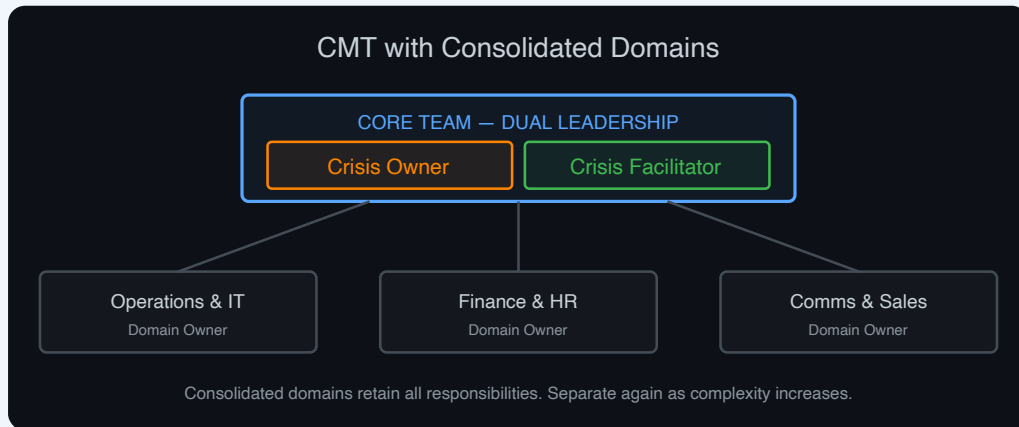 CMT with Consolidated Domains
CORE TEAM — DUAL LEADERSHIP
Crisis Owner
Crisis Facilitator
Operations & IT
Domain Owner
Finance & HR
Domain Owner
Comms & Sales
Domain Owner
Consolidated domains retain all responsibilities. Separate again as complexity increases.